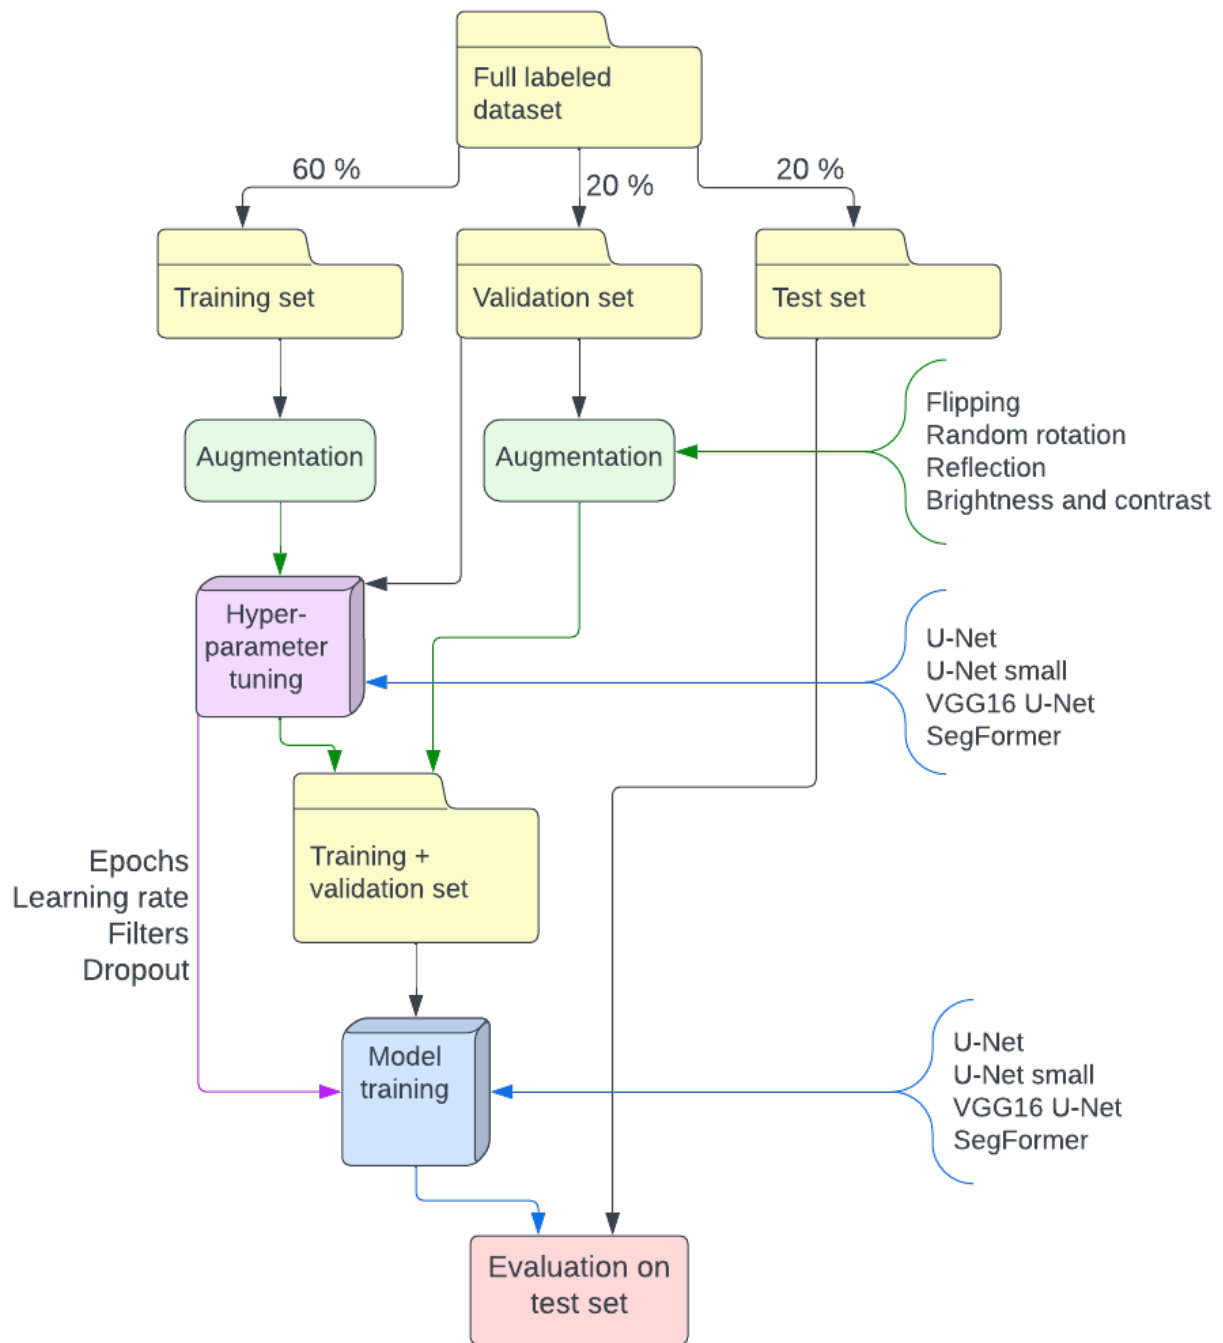 Full labeled
dataset
60 %
20 %
20 %
Training set
Validation set
Test set
Augmentation
Augmentation
Flipping
Random rotation
Reflection
Brightness and contrast
Hyper-
parameter
tuning
U-Net
U-Net small
VGG16 U-Net
SegFormer
Training +
validation set
Epochs
Learning rate
Filters
Dropout
Model
training
U-Net
U-Net small
VGG16 U-Net
SegFormer
Evaluation on
test set